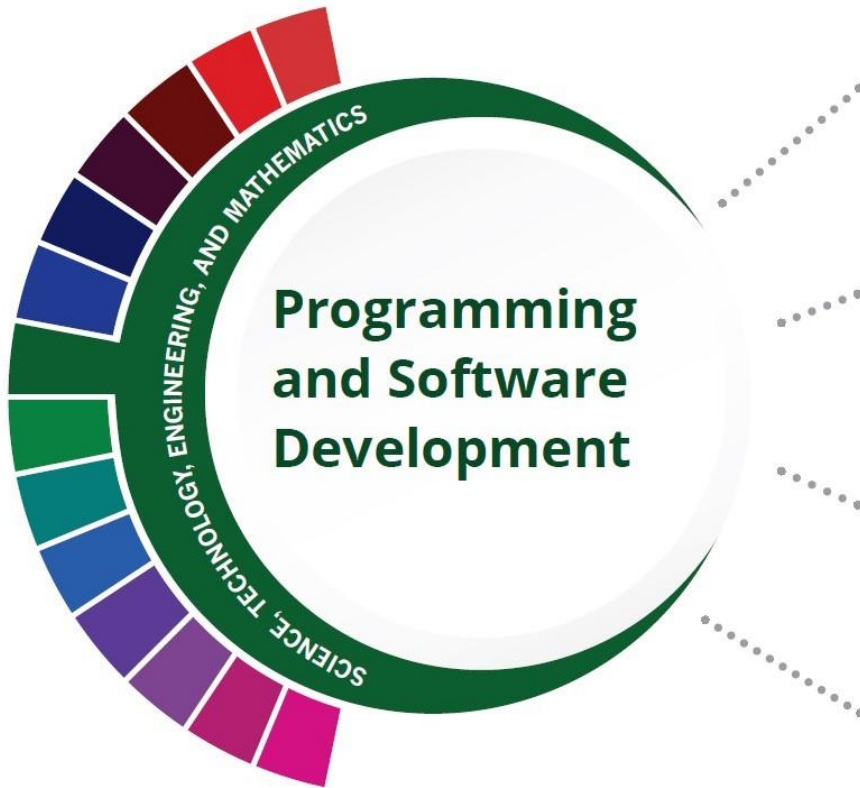 SCIENCE, TECHNOLOGY, ENGINEERING, AND MATHEMATICS
Programming
and Software
Development